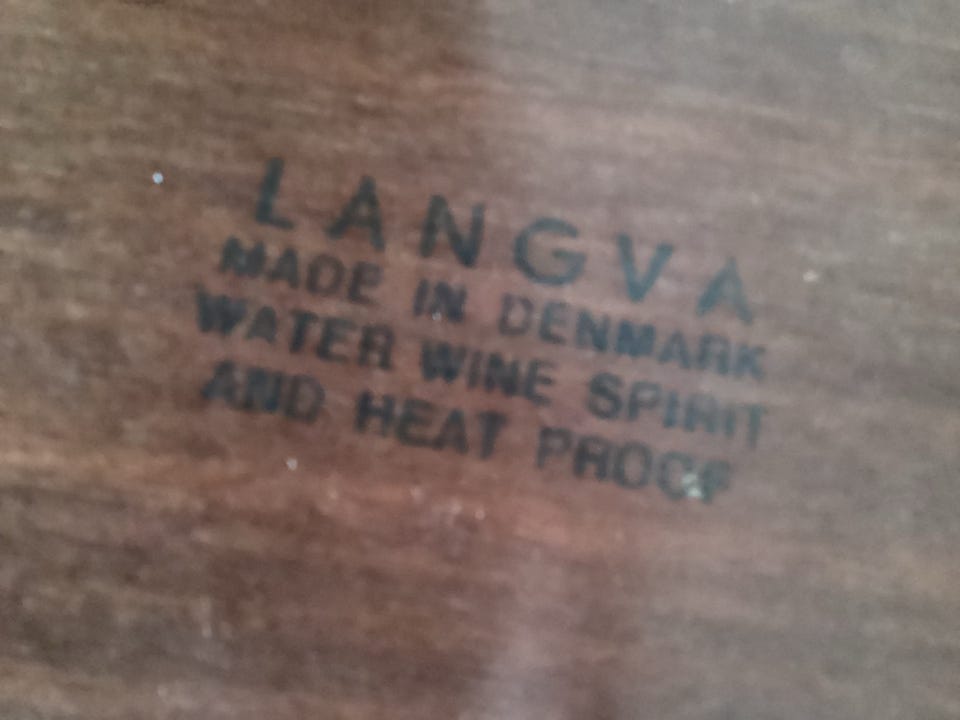 LANGVA
MADE IN DENMARK
WATER WINE SPIRIT
AND HEAT PROOF